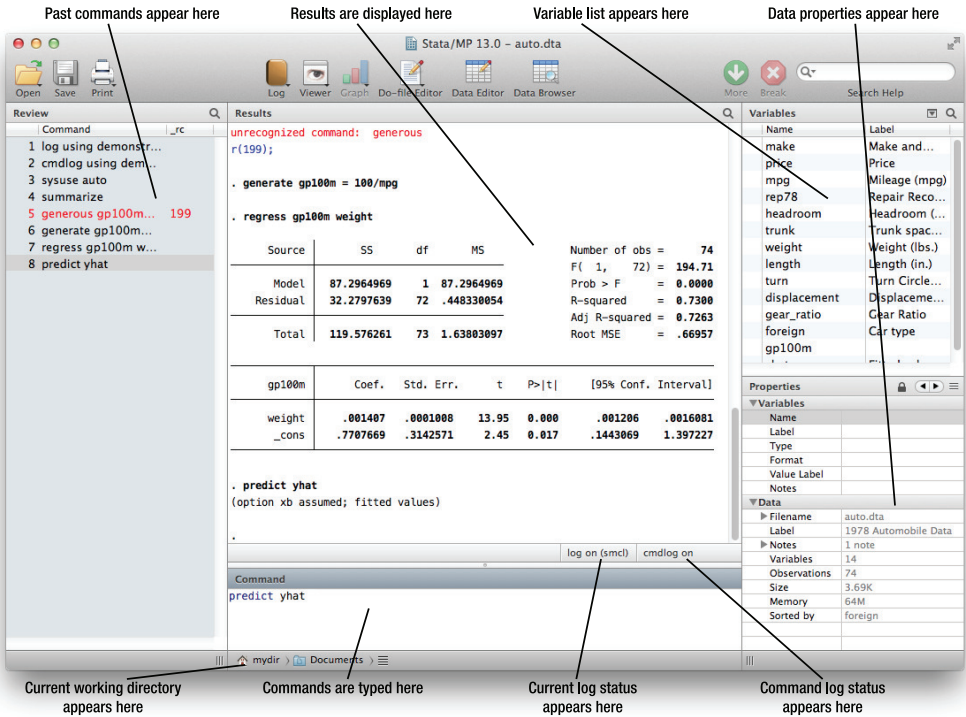 Past commands appear here
Results are displayed here
Variable list appears here
Data properties appear here
Stata/MP 13.0 – auto.dta
Open
Save
Print
Log
Viewer
Graph
Do-file Editor
Data Editor
Data Browser
More
Break
Search Help
Review
Command _rc
1 log using demonstr...
2 cmdlog using dem...
3 sysuse auto
4 summarize
5 generous gp100m... 199
6 generate gp100m...
7 regress gp100m w...
8 predict yhat
Results
unrecognized command:  generous
r(199);
. generate gp100m = 100/mpg
. regress gp100m weight
Source SS df MS
Model 87.2964969 1 87.2964969
Residual 32.2797639 72 .448330054
Total 119.576261 73 1.63803097
Number of obs = 74
F( 1, 72) = 194.71
Prob > F = 0.0000
R-squared = 0.7300
Adj R-squared = 0.7263
Root MSE = .66957
gp100m Coef. Std. Err. t P>|t| [95% Conf. Interval]
weight .001407 .0001008 13.95 0.000 .001206 .0016081
_cons .7707669 .3142571 2.45 0.017 .1443069 1.397227
. predict yhat
(option xb assumed; fitted values)
.
log on (smcl)
cmdlog on
Command
predict yhat
mydir
Documents
Variables
Name Label
make Make and...
price Price
mpg Mileage (mpg)
rep78 Repair Reco...
headroom Headroom (...
trunk Trunk spac...
weight Weight (lbs.)
length Length (in.)
turn Turn Circle...
displacement Displaceme...
gear_ratio Gear Ratio
foreign Car type
gp100m
Properties
Variables
Name
Label
Type
Format
Value Label
Notes
Data
Filename auto.dta
Label 1978 Automobile Data
Notes 1 note
Variables 14
Observations 74
Size 3.69K
Memory 64M
Sorted by foreign
Current working directory
appears here
Commands are typed here
Current log status
appears here
Command log status
appears here